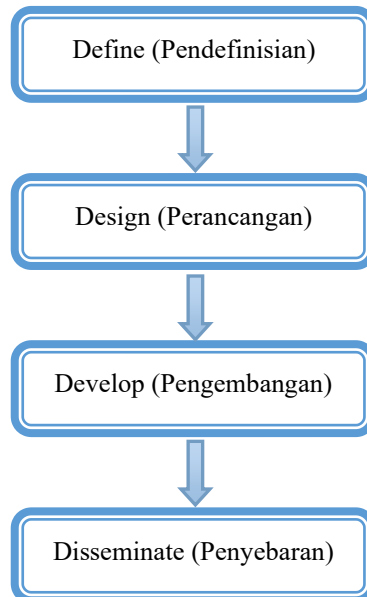 Define (Pendefinisian)
Design (Perancangan)
Develop (Pengembangan)
Disseminate (Penyebaran)